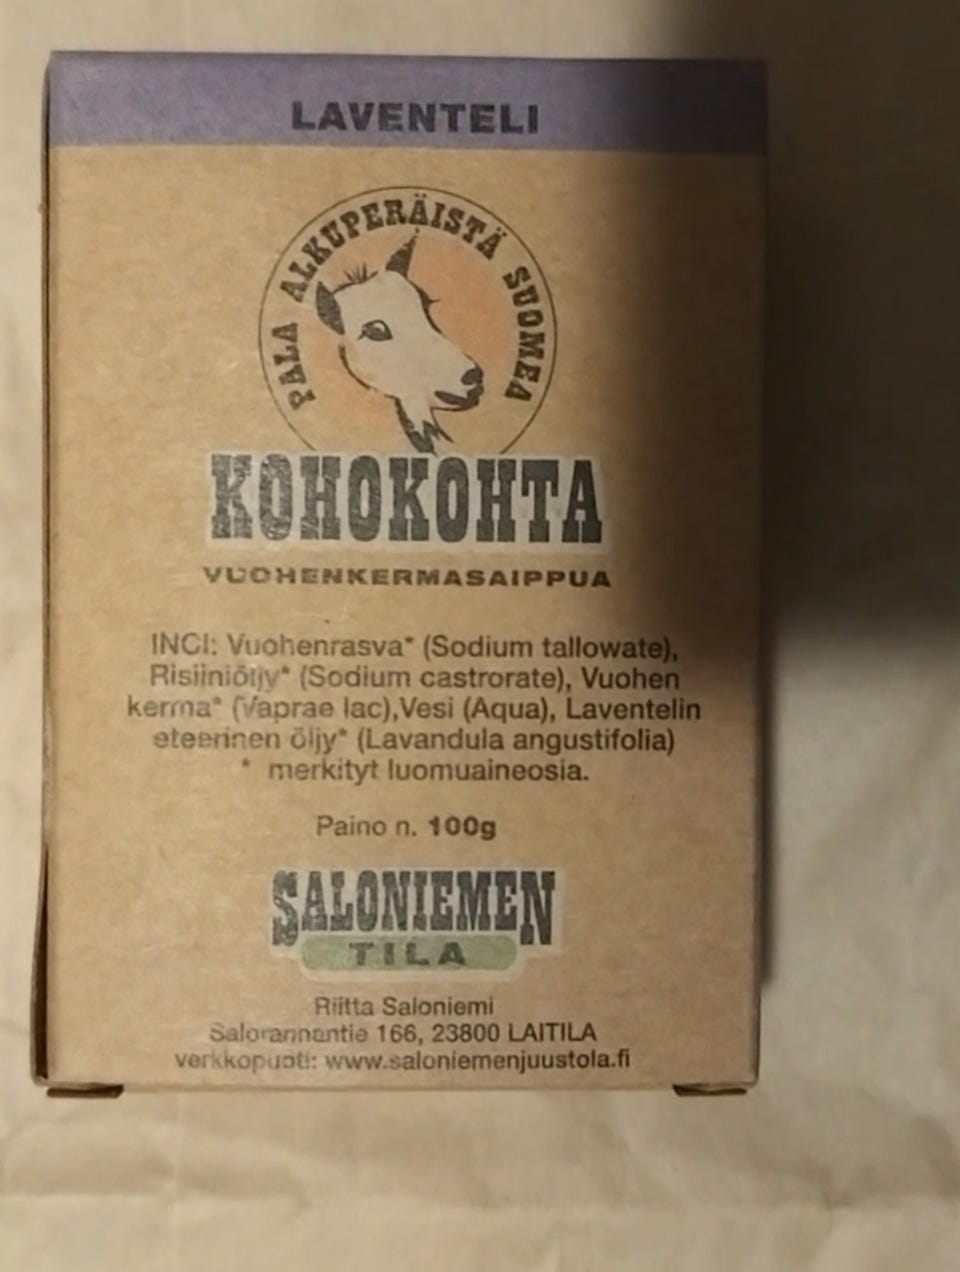 LAVENTELI
PALA ALKUPERÄISTÄ SUOMEA
KOHOKOHTA
VUOHENKERMASAIPPUA
INCI: Vuohenrasva* (Sodium tallowate),
Risiiniöljy* (Sodium castrorate), Vuohen
kerma* (Vaprae lac),Vesi (Aqua), Laventelin
eteerinen öljy* (Lavandula angustifolia)
* merkityt luomuaineosia.
Paino n. 100g
SALONIEMEN
TILA
Riitta Saloniemi
Salorannantie 166, 23800 LAITILA
verkkopuoti: www.saloniemenjuustola.fi